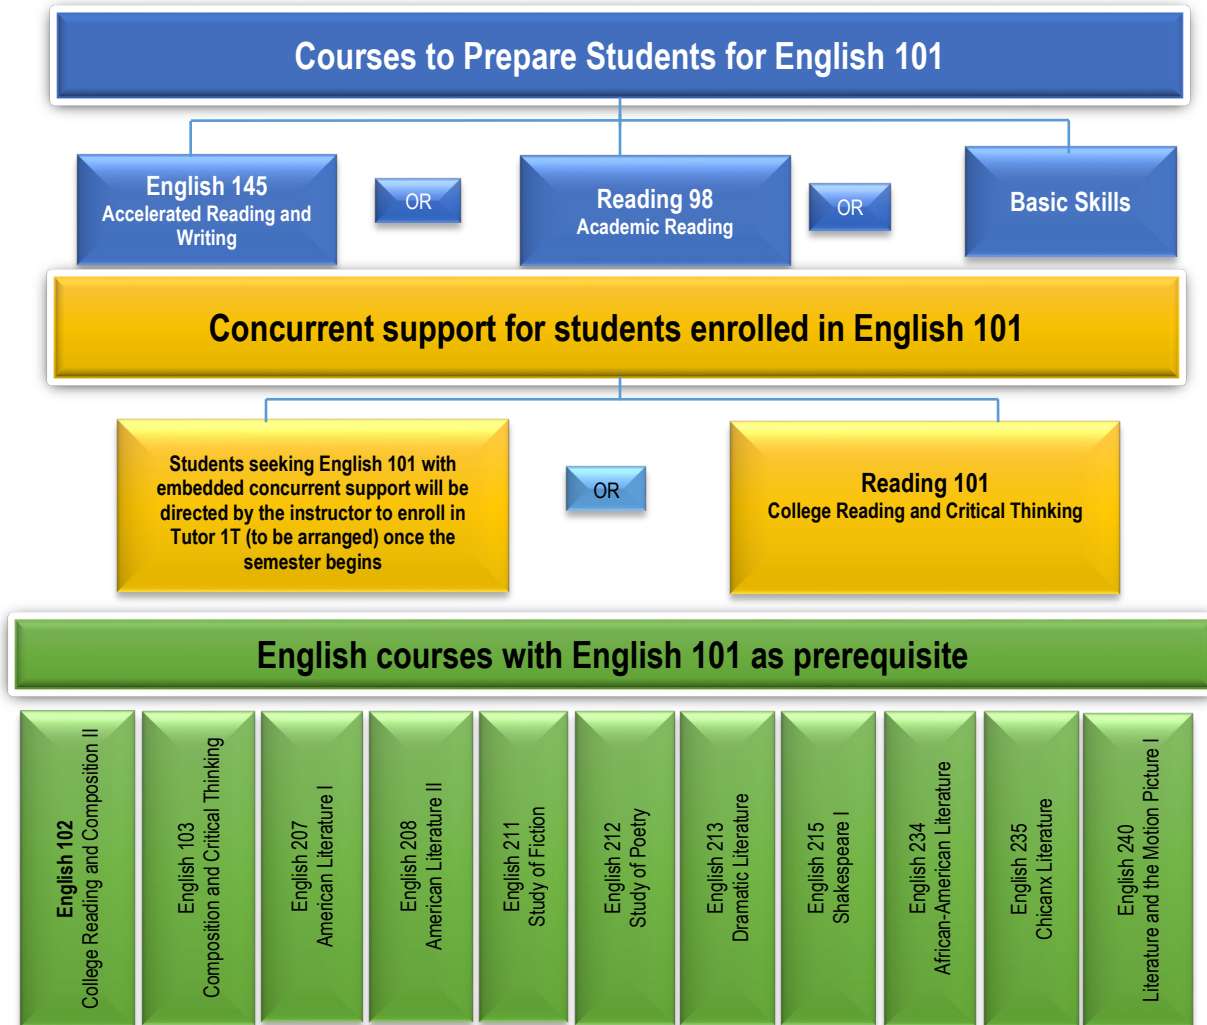 Courses to Prepare Students for English 101
English 145
Accelerated Reading and
Writing
OR
Reading 98
Academic Reading
OR
Basic Skills
Concurrent support for students enrolled in English 101
Students seeking English 101 with
embedded concurrent support will be
directed by the instructor to enroll in
Tutor 1T (to be arranged) once the
semester begins
OR
Reading 101
College Reading and Critical Thinking
English courses with English 101 as prerequisite
English 102
College Reading and Composition II
English 103
Composition and Critical Thinking
English 207
American Literature I
English 208
American Literature II
English 211
Study of Fiction
English 212
Study of Poetry
English 213
Dramatic Literature
English 215
Shakespeare I
English 234
African-American Literature
English 235
Chicanx Literature
English 240
Literature and the Motion Picture I